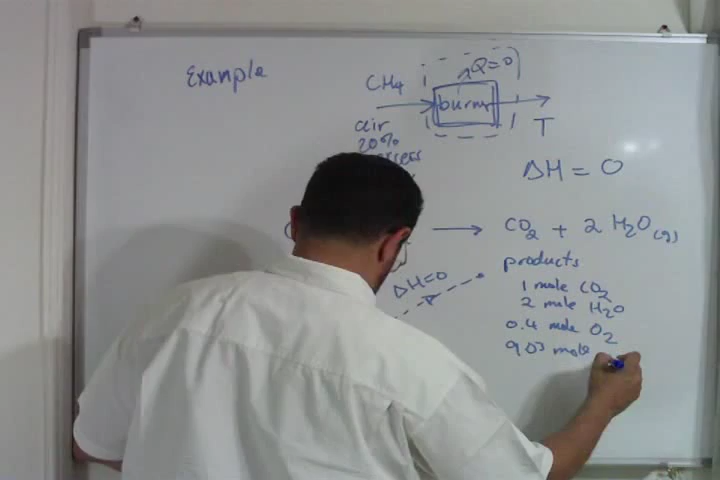 Example
Q=0
CH4 burner
air T
20%
excess
ΔH = 0
→ CO2 + 2 H2O (g)
products
1 mole CO2
ΔH=0
2 mole H2O
0.4 mole O2
9.03 mole